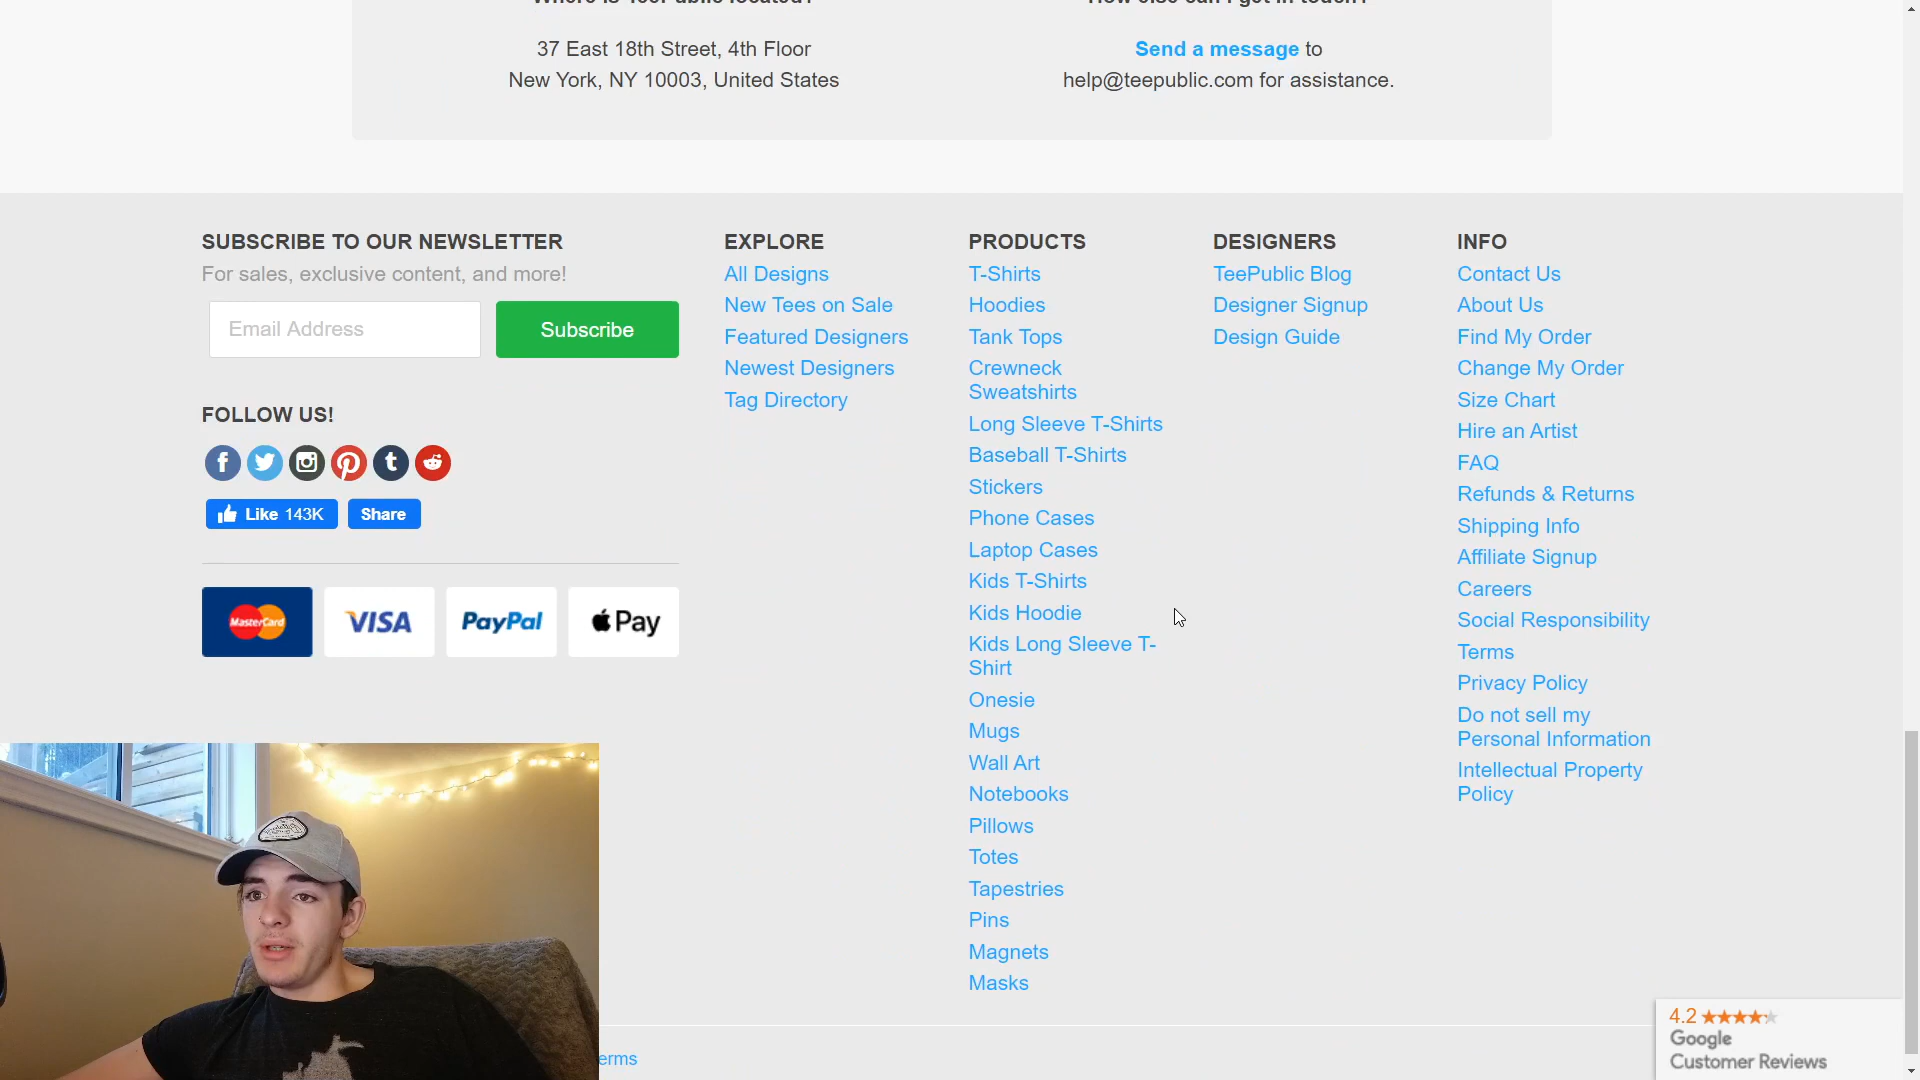 37 East 18th Street, 4th Floor
New York, NY 10003, United States
Send a message to
help@teepublic.com for assistance.
SUBSCRIBE TO OUR NEWSLETTER
For sales, exclusive content, and more!
Email Address
Subscribe
FOLLOW US!
Like 143K
Share
MasterCard
VISA
PayPal
Pay
EXPLORE
All Designs
New Tees on Sale
Featured Designers
Newest Designers
Tag Directory
PRODUCTS
T-Shirts
Hoodies
Tank Tops
Crewneck
Sweatshirts
Long Sleeve T-Shirts
Baseball T-Shirts
Stickers
Phone Cases
Laptop Cases
Kids T-Shirts
Kids Hoodie
Kids Long Sleeve T-
Shirt
Onesie
Mugs
Wall Art
Notebooks
Pillows
Totes
Tapestries
Pins
Magnets
Masks
DESIGNERS
TeePublic Blog
Designer Signup
Design Guide
INFO
Contact Us
About Us
Find My Order
Change My Order
Size Chart
Hire an Artist
FAQ
Refunds & Returns
Shipping Info
Affiliate Signup
Careers
Social Responsibility
Terms
Privacy Policy
Do not sell my
Personal Information
Intellectual Property
Policy
erms
4.2
Google
Customer Reviews